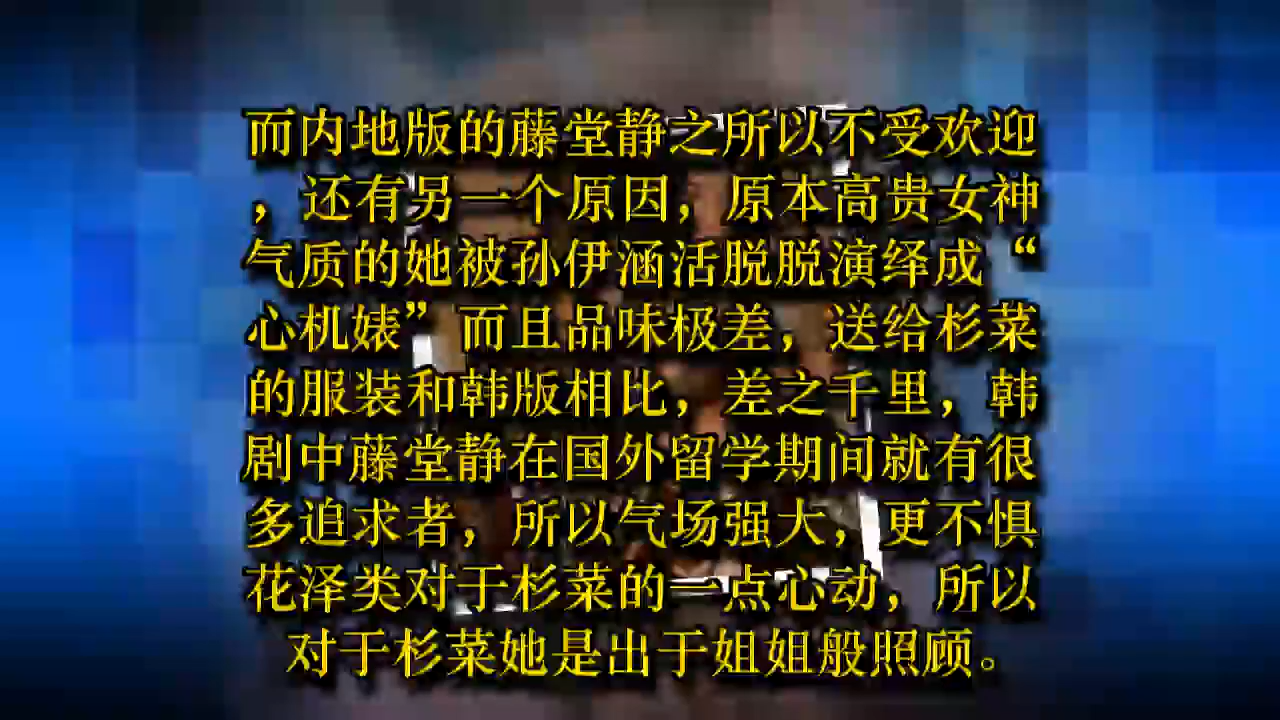 而内地版的藤堂静之所以不受欢迎
，还有另一个原因，原本高贵女神
气质的她被孙伊涵活脱脱演绎成“
心机婊”而且品味极差，送给杉菜
的服装和韩版相比，差之千里，韩
剧中藤堂静在国外留学期间就有很
多追求者，所以气场强大，更不惧
花泽类对于杉菜的一点心动，所以
对于杉菜她是出于姐姐般照顾。